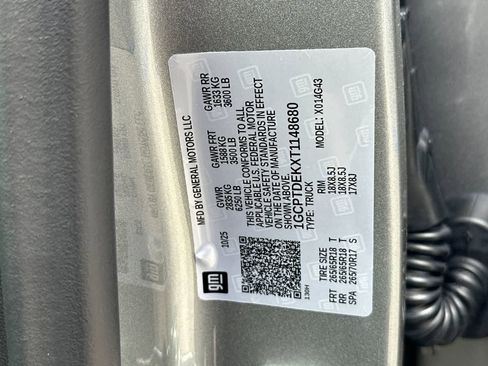 MFD BY GENERAL MOTORS LLC
10/25 GVWR GAWR FRT GAWR RR
2835 KG 1588 KG 1633 KG
6250 LB 3500 LB 3600 LB
THIS VEHICLE CONFORMS TO ALL
APPLICABLE U.S. FEDERAL MOTOR
VEHICLE SAFETY STANDARDS IN EFFECT
ON THE DATE OF MANUFACTURE
SHOWN ABOVE.
1GCPTDEKXT1148680
TYPE: TRUCK MODEL: X014G43
TIRE SIZE RIM
FRT 265/65R18 T 18X8.5J
RR 265/65R18 T 18X8.5J
SPA 265/70R17 S 17X8J
gm